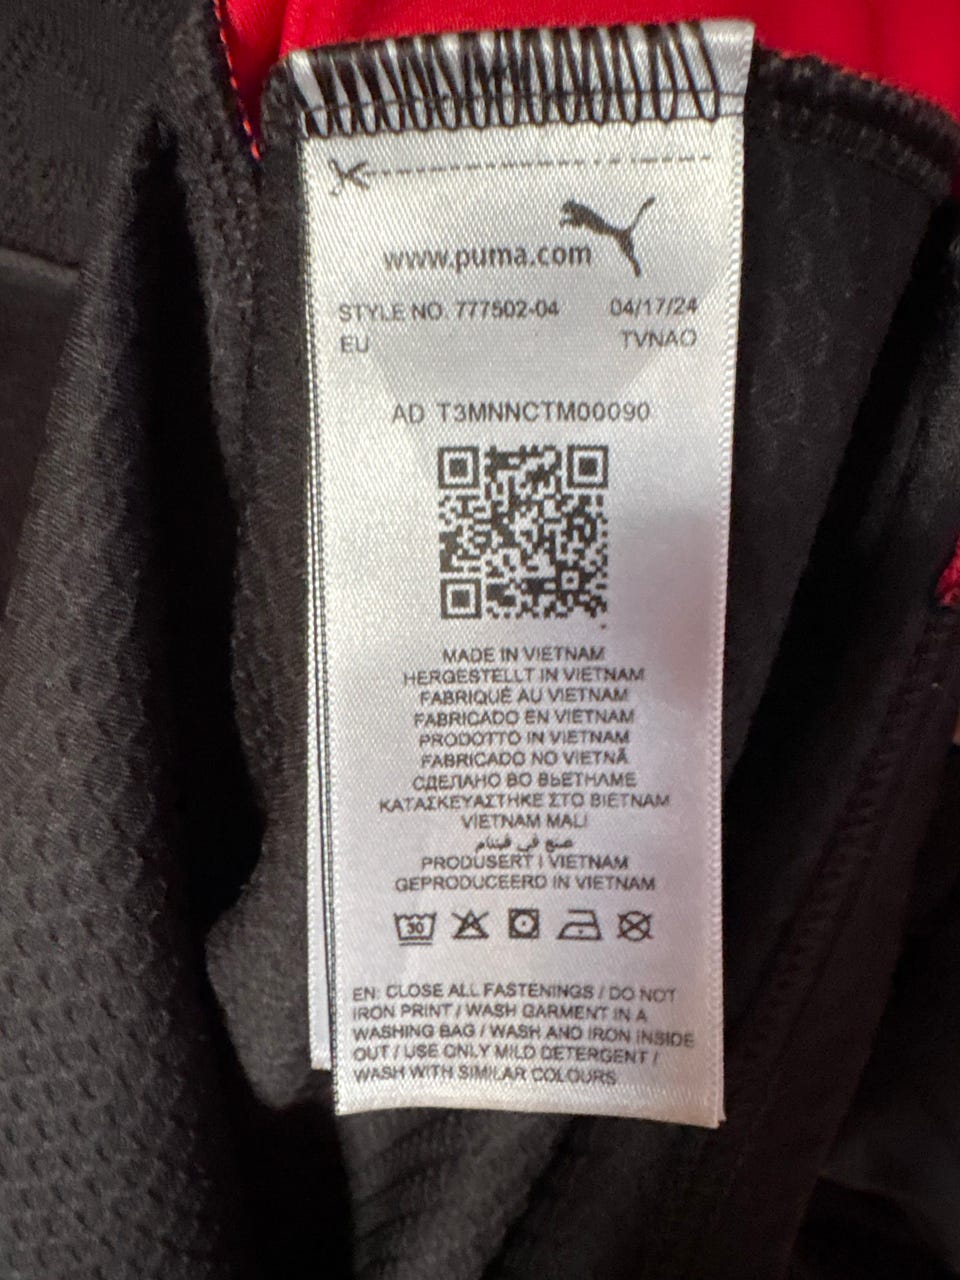 www.puma.com
STYLE NO. 777502-04 04/17/24
EU TVNAO
AD T3MNNCTM00090
MADE IN VIETNAM
HERGESTELLT IN VIETNAM
FABRIQUÉ AU VIETNAM
FABRICADO EN VIETNAM
PRODOTTO IN VIETNAM
FABRICADO NO VIETNÃ
СДЕЛАНО ВО ВЬЕТНАМЕ
ΚΑΤΑΣΚΕΥΑΣΤΗΚΕ ΣΤΟ ΒΙΕΤΝΑΜ
VIETNAM MALI
صنع في فيتنام
PRODUSERT I VIETNAM
GEPRODUCEERD IN VIETNAM
30
EN: CLOSE ALL FASTENINGS / DO NOT
IRON PRINT / WASH GARMENT IN A
WASHING BAG / WASH AND IRON INSIDE
OUT / USE ONLY MILD DETERGENT /
WASH WITH SIMILAR COLOURS